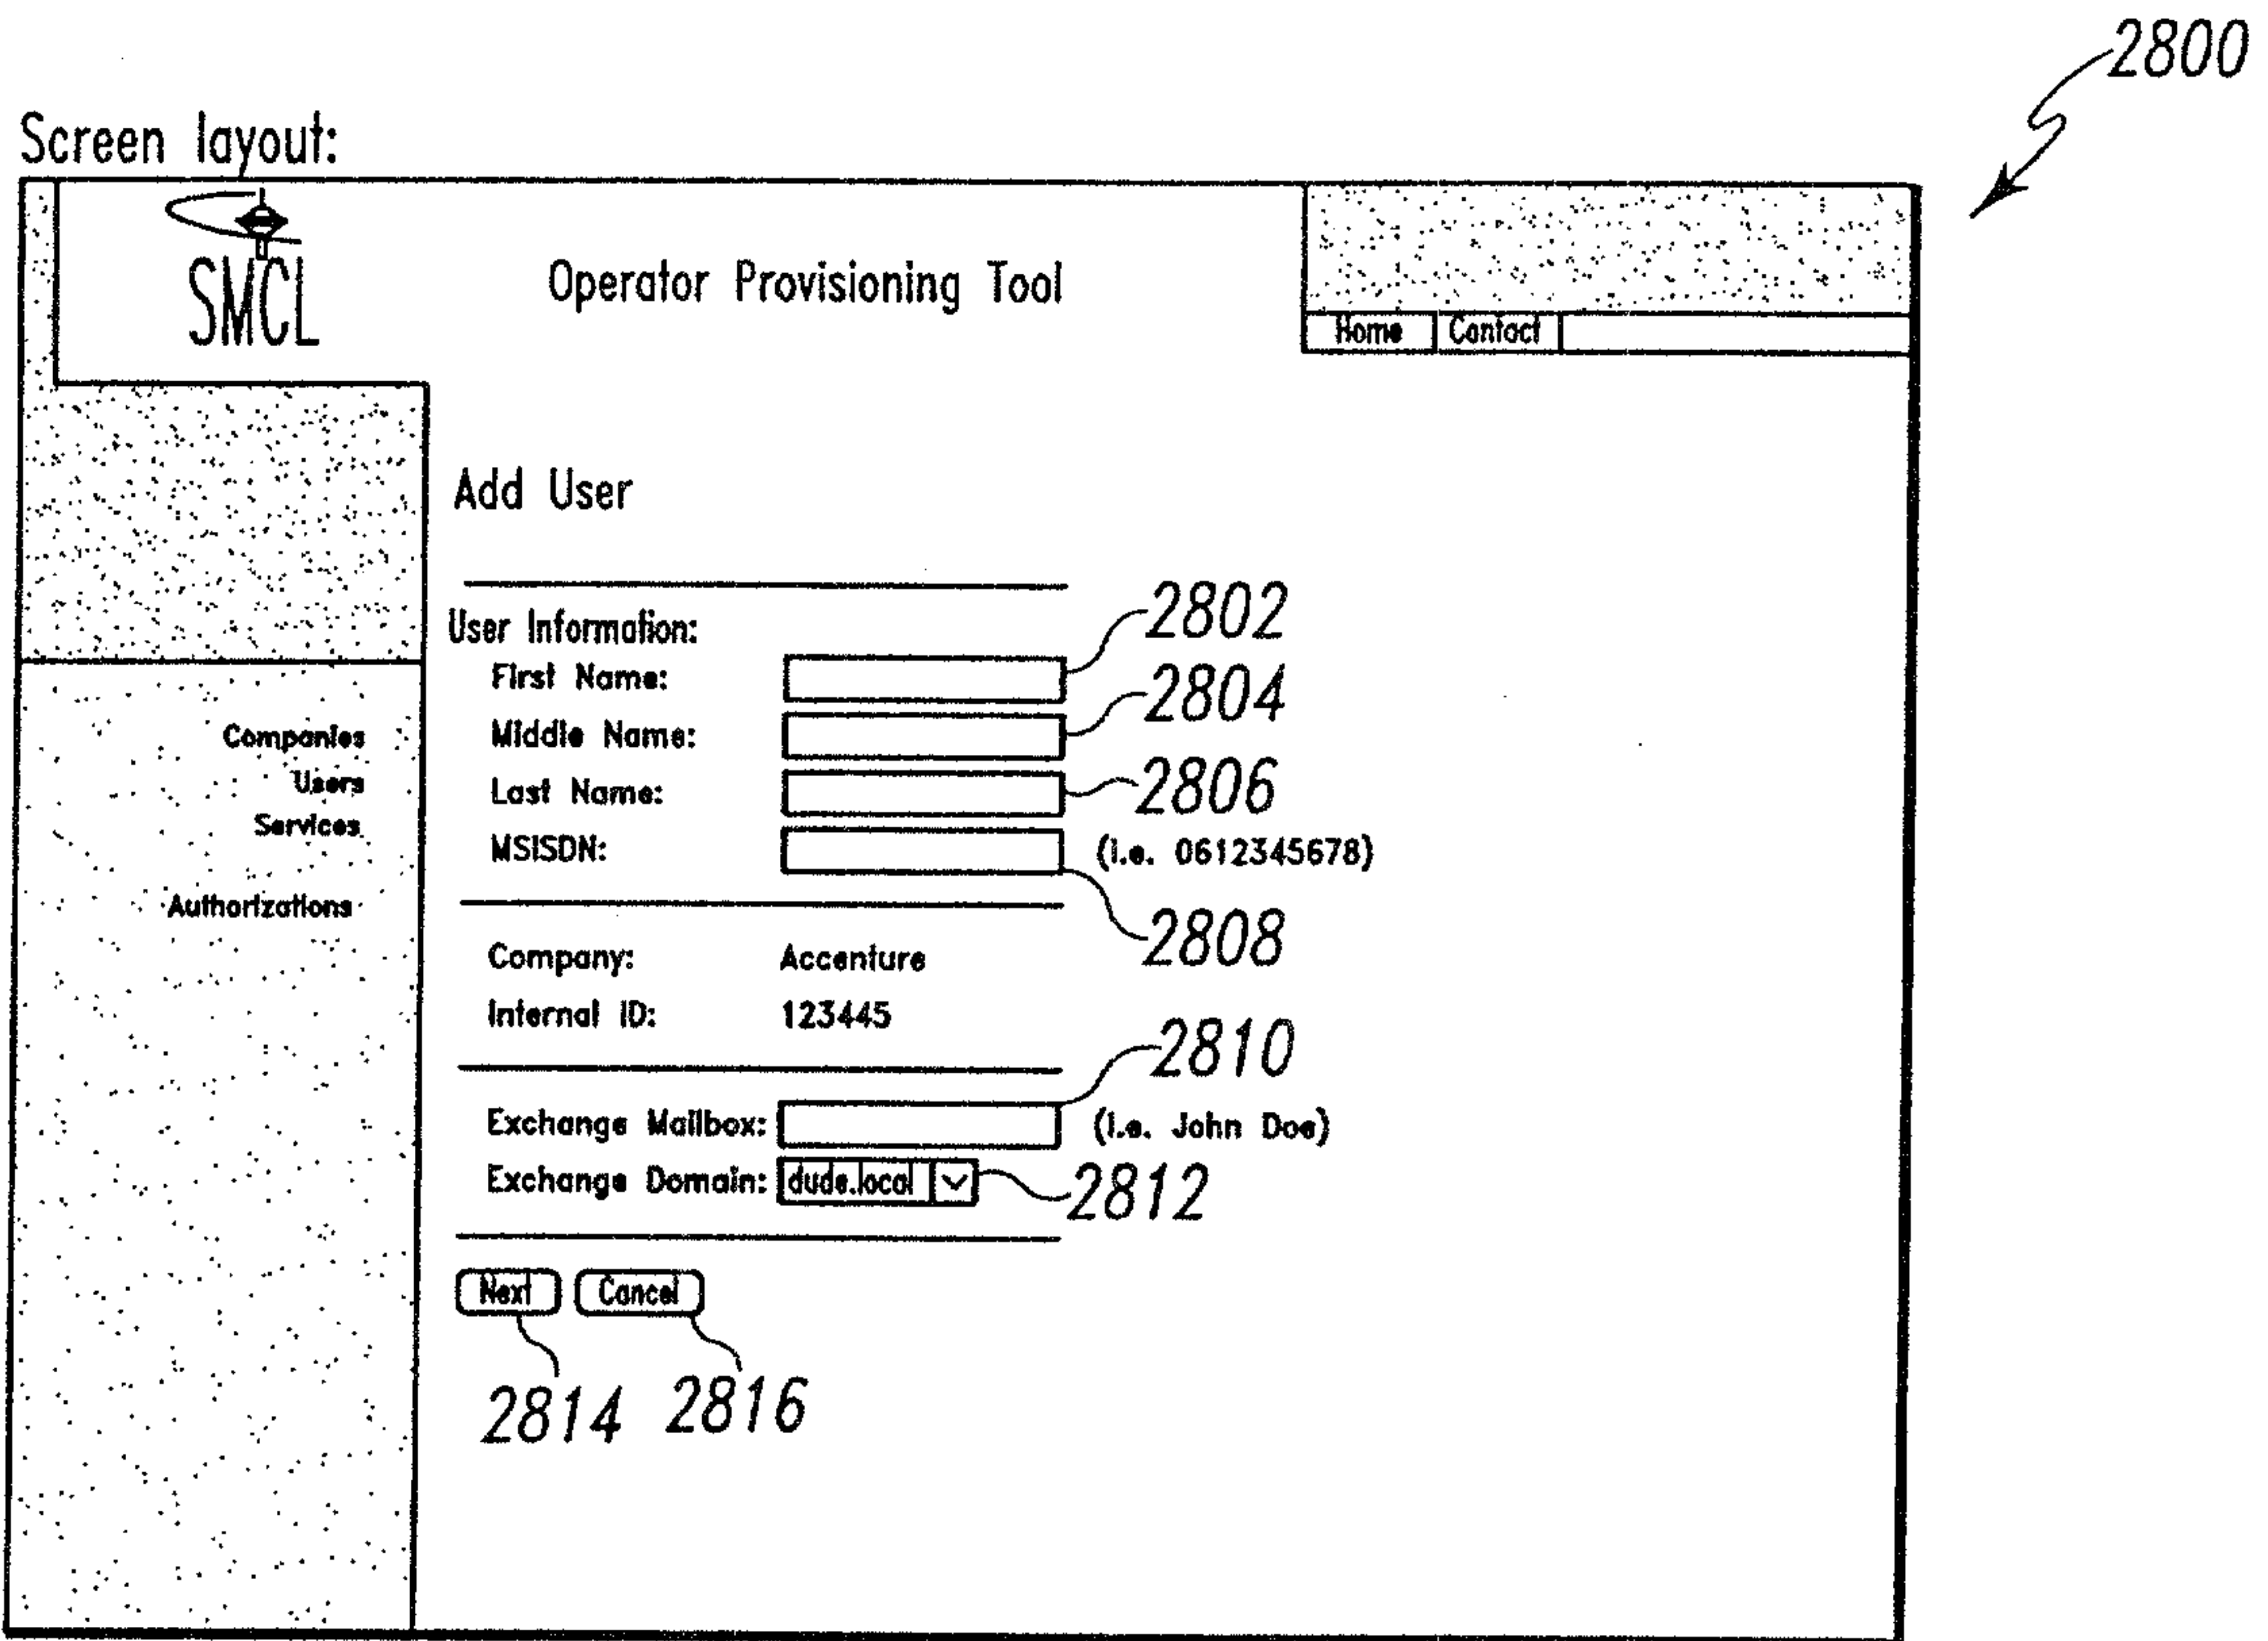 2800
Screen layout:
SMCL
Operator Provisioning Tool
Home Contact
Add User
User Information:
2802
First Name:
2804
Middle Name:
2806
Last Name:
MSISDN: (i.e. 0612345678)
2808
Companies
Users
Services
Authorizations
Company: Accenture
Internal ID: 123445
2810
Exchange Mailbox: (i.e. John Doe)
Exchange Domain: dude.local
2812
Next Cancel
2814 2816